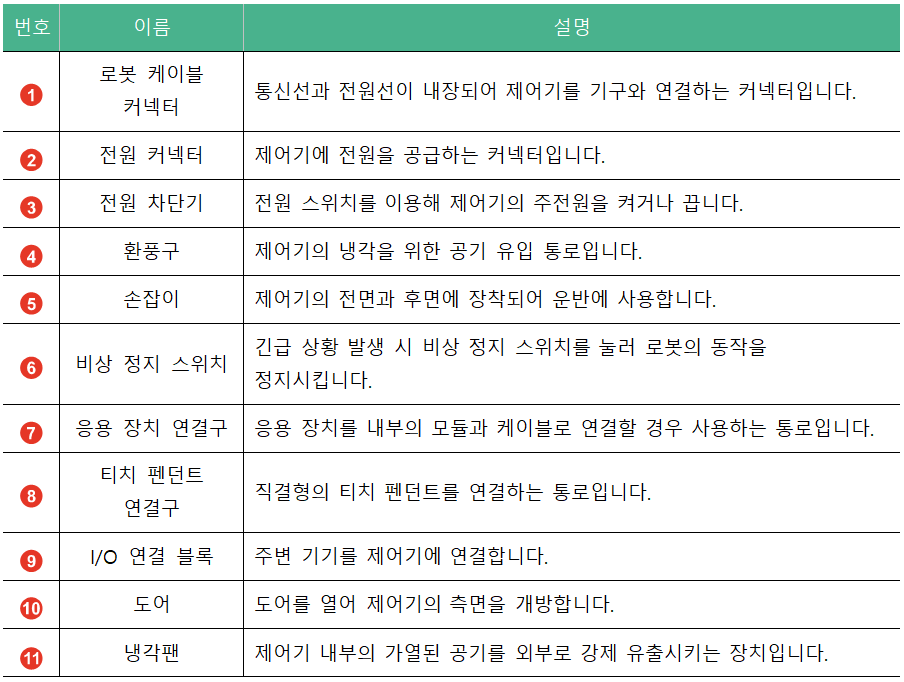 번호 이름 설명
1 로봇 케이블
커넥터 통신선과 전원선이 내장되어 제어기를 기구와 연결하는 커넥터입니다.
2 전원 커넥터 제어기에 전원을 공급하는 커넥터입니다.
3 전원 차단기 전원 스위치를 이용해 제어기의 주전원을 켜거나 끕니다.
4 환풍구 제어기의 냉각을 위한 공기 유입 통로입니다.
5 손잡이 제어기의 전면과 후면에 장착되어 운반에 사용합니다.
6 비상 정지 스위치 긴급 상황 발생 시 비상 정지 스위치를 눌러 로봇의 동작을
정지시킵니다.
7 응용 장치 연결구 응용 장치를 내부의 모듈과 케이블로 연결할 경우 사용하는 통로입니다.
8 티치 펜던트
연결구 직결형의 티치 펜던트를 연결하는 통로입니다.
9 I/O 연결 블록 주변 기기를 제어기에 연결합니다.
10 도어 도어를 열어 제어기의 측면을 개방합니다.
11 냉각팬 제어기 내부의 가열된 공기를 외부로 강제 유출시키는 장치입니다.